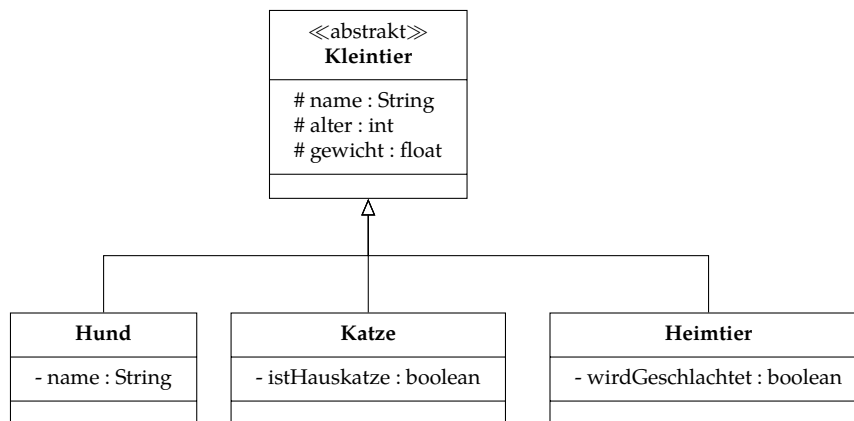 ≪abstrakt≫
Kleintier
# name : String
# alter : int
# gewicht : float
Hund
- name : String
Katze
- istHauskatze : boolean
Heimtier
- wirdGeschlachtet : boolean